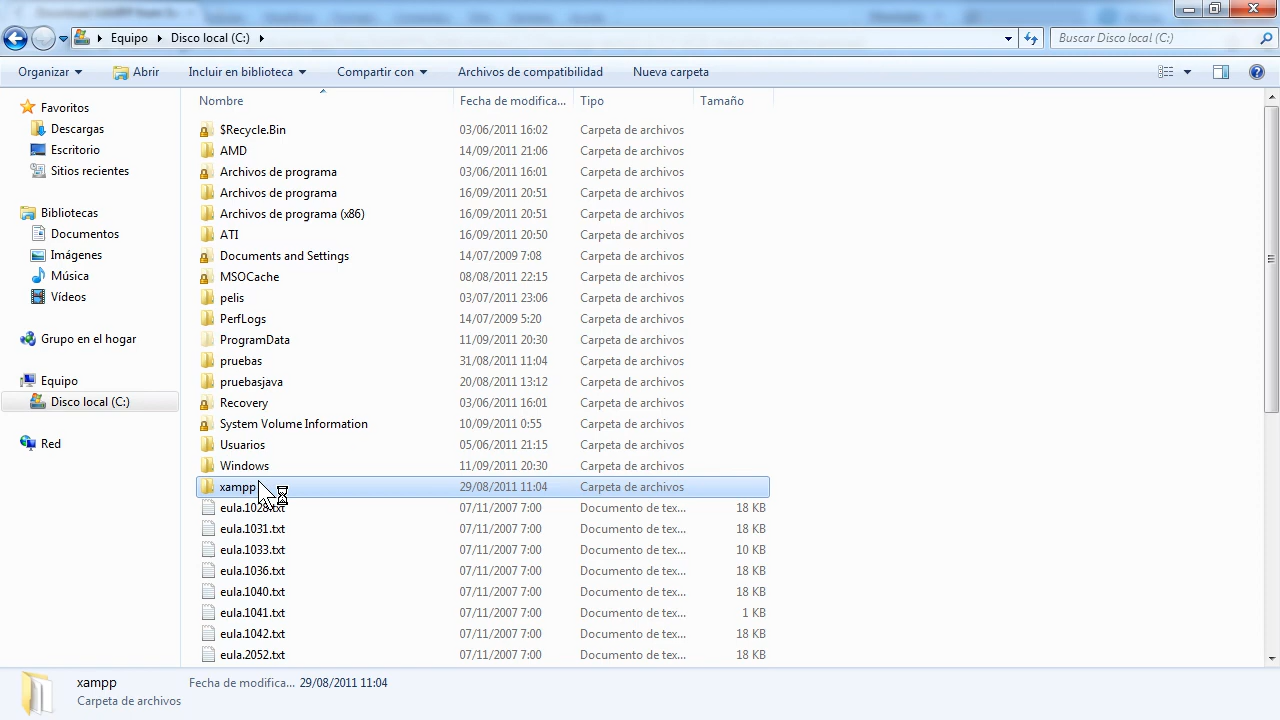 Equipo Disco local (C:) Buscar Disco local (C:)
Organizar Abrir Incluir en biblioteca Compartir con Archivos de compatibilidad Nueva carpeta
Favoritos
Descargas
Escritorio
Sitios recientes
Bibliotecas
Documentos
Imágenes
Música
Vídeos
Grupo en el hogar
Equipo
Disco local (C:)
Red
Nombre Fecha de modifica... Tipo Tamaño
$Recycle.Bin 03/06/2011 16:02 Carpeta de archivos
AMD 14/09/2011 21:06 Carpeta de archivos
Archivos de programa 03/06/2011 16:01 Carpeta de archivos
Archivos de programa 16/09/2011 20:51 Carpeta de archivos
Archivos de programa (x86) 16/09/2011 20:51 Carpeta de archivos
ATI 16/09/2011 20:50 Carpeta de archivos
Documents and Settings 14/07/2009 7:08 Carpeta de archivos
MSOCache 08/08/2011 22:15 Carpeta de archivos
pelis 03/07/2011 23:06 Carpeta de archivos
PerfLogs 14/07/2009 5:20 Carpeta de archivos
ProgramData 11/09/2011 20:30 Carpeta de archivos
pruebas 31/08/2011 11:04 Carpeta de archivos
pruebasjava 20/08/2011 13:12 Carpeta de archivos
Recovery 03/06/2011 16:01 Carpeta de archivos
System Volume Information 10/09/2011 0:55 Carpeta de archivos
Usuarios 05/06/2011 21:15 Carpeta de archivos
Windows 11/09/2011 20:30 Carpeta de archivos
xampp 29/08/2011 11:04 Carpeta de archivos
eula.1028.txt 07/11/2007 7:00 Documento de tex... 18 KB
eula.1031.txt 07/11/2007 7:00 Documento de tex... 18 KB
eula.1033.txt 07/11/2007 7:00 Documento de tex... 10 KB
eula.1036.txt 07/11/2007 7:00 Documento de tex... 18 KB
eula.1040.txt 07/11/2007 7:00 Documento de tex... 18 KB
eula.1041.txt 07/11/2007 7:00 Documento de tex... 1 KB
eula.1042.txt 07/11/2007 7:00 Documento de tex... 18 KB
eula.2052.txt 07/11/2007 7:00 Documento de tex... 18 KB
xampp Fecha de modifica... 29/08/2011 11:04
Carpeta de archivos